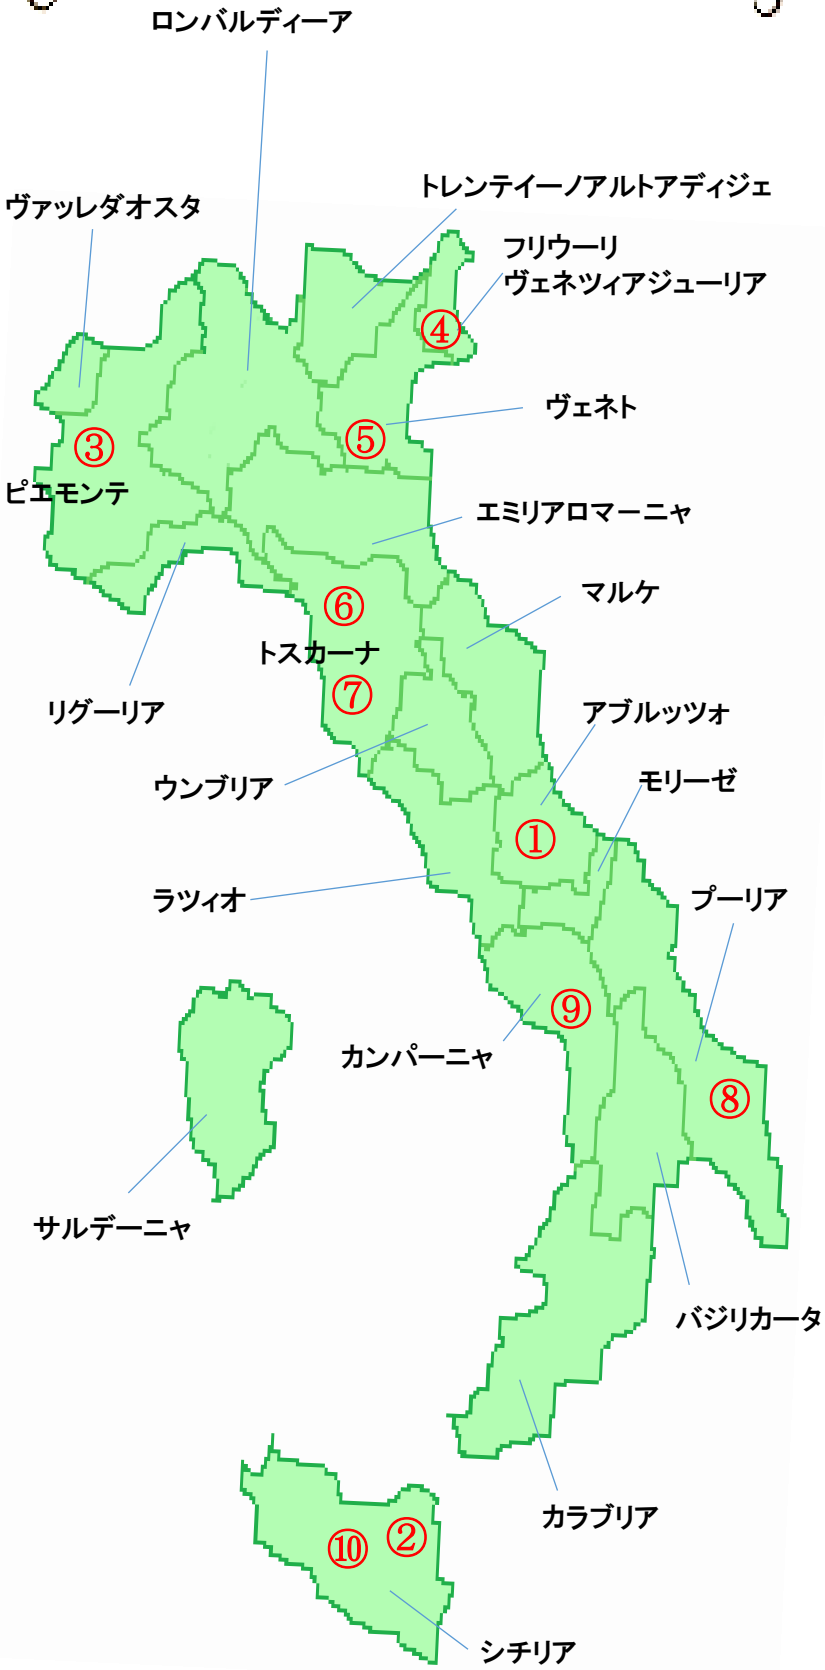 ロンバルディーア
トレンテイーノアルトアディジェ
ヴァッレダオスタ
フリウーリ
ヴェネツィアジューリア
④
ヴェネト
⑤
③
ピエモンテ
エミリアロマーニャ
マルケ
⑥
トスカーナ
⑦
リグーリア
アブルッツォ
ウンブリア
モリーゼ
①
ラツィオ
プーリア
⑨
カンパーニャ
⑧
サルデーニャ
バジリカータ
カラブリア
②
⑩
シチリア